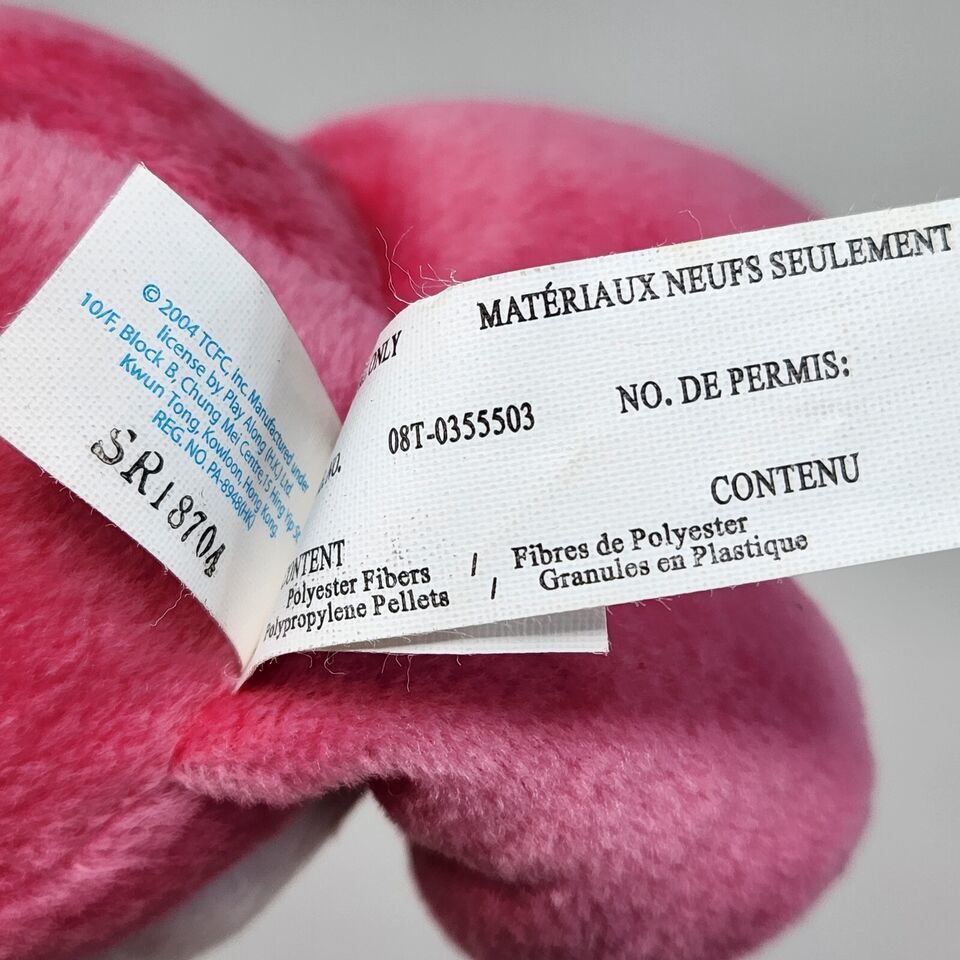 © 2004 TCFC, Inc. Manufactured under
license by Play Along (H.K.) Ltd.
10/F, Block B, Chung Mei Centre, 15 Hing Yip St.
Kwun Tong, Kowloon, Hong Kong.
REG. NO. PA-8948(HK)
SR18704
ONLY
MATÉRIAUX NEUFS SEULEMENT
NO.
08T-0355503
NO. DE PERMIS:
CONTENT
CONTENU
Polyester Fibers / Fibres de Polyester
Polypropylene Pellets / Granules en Plastique